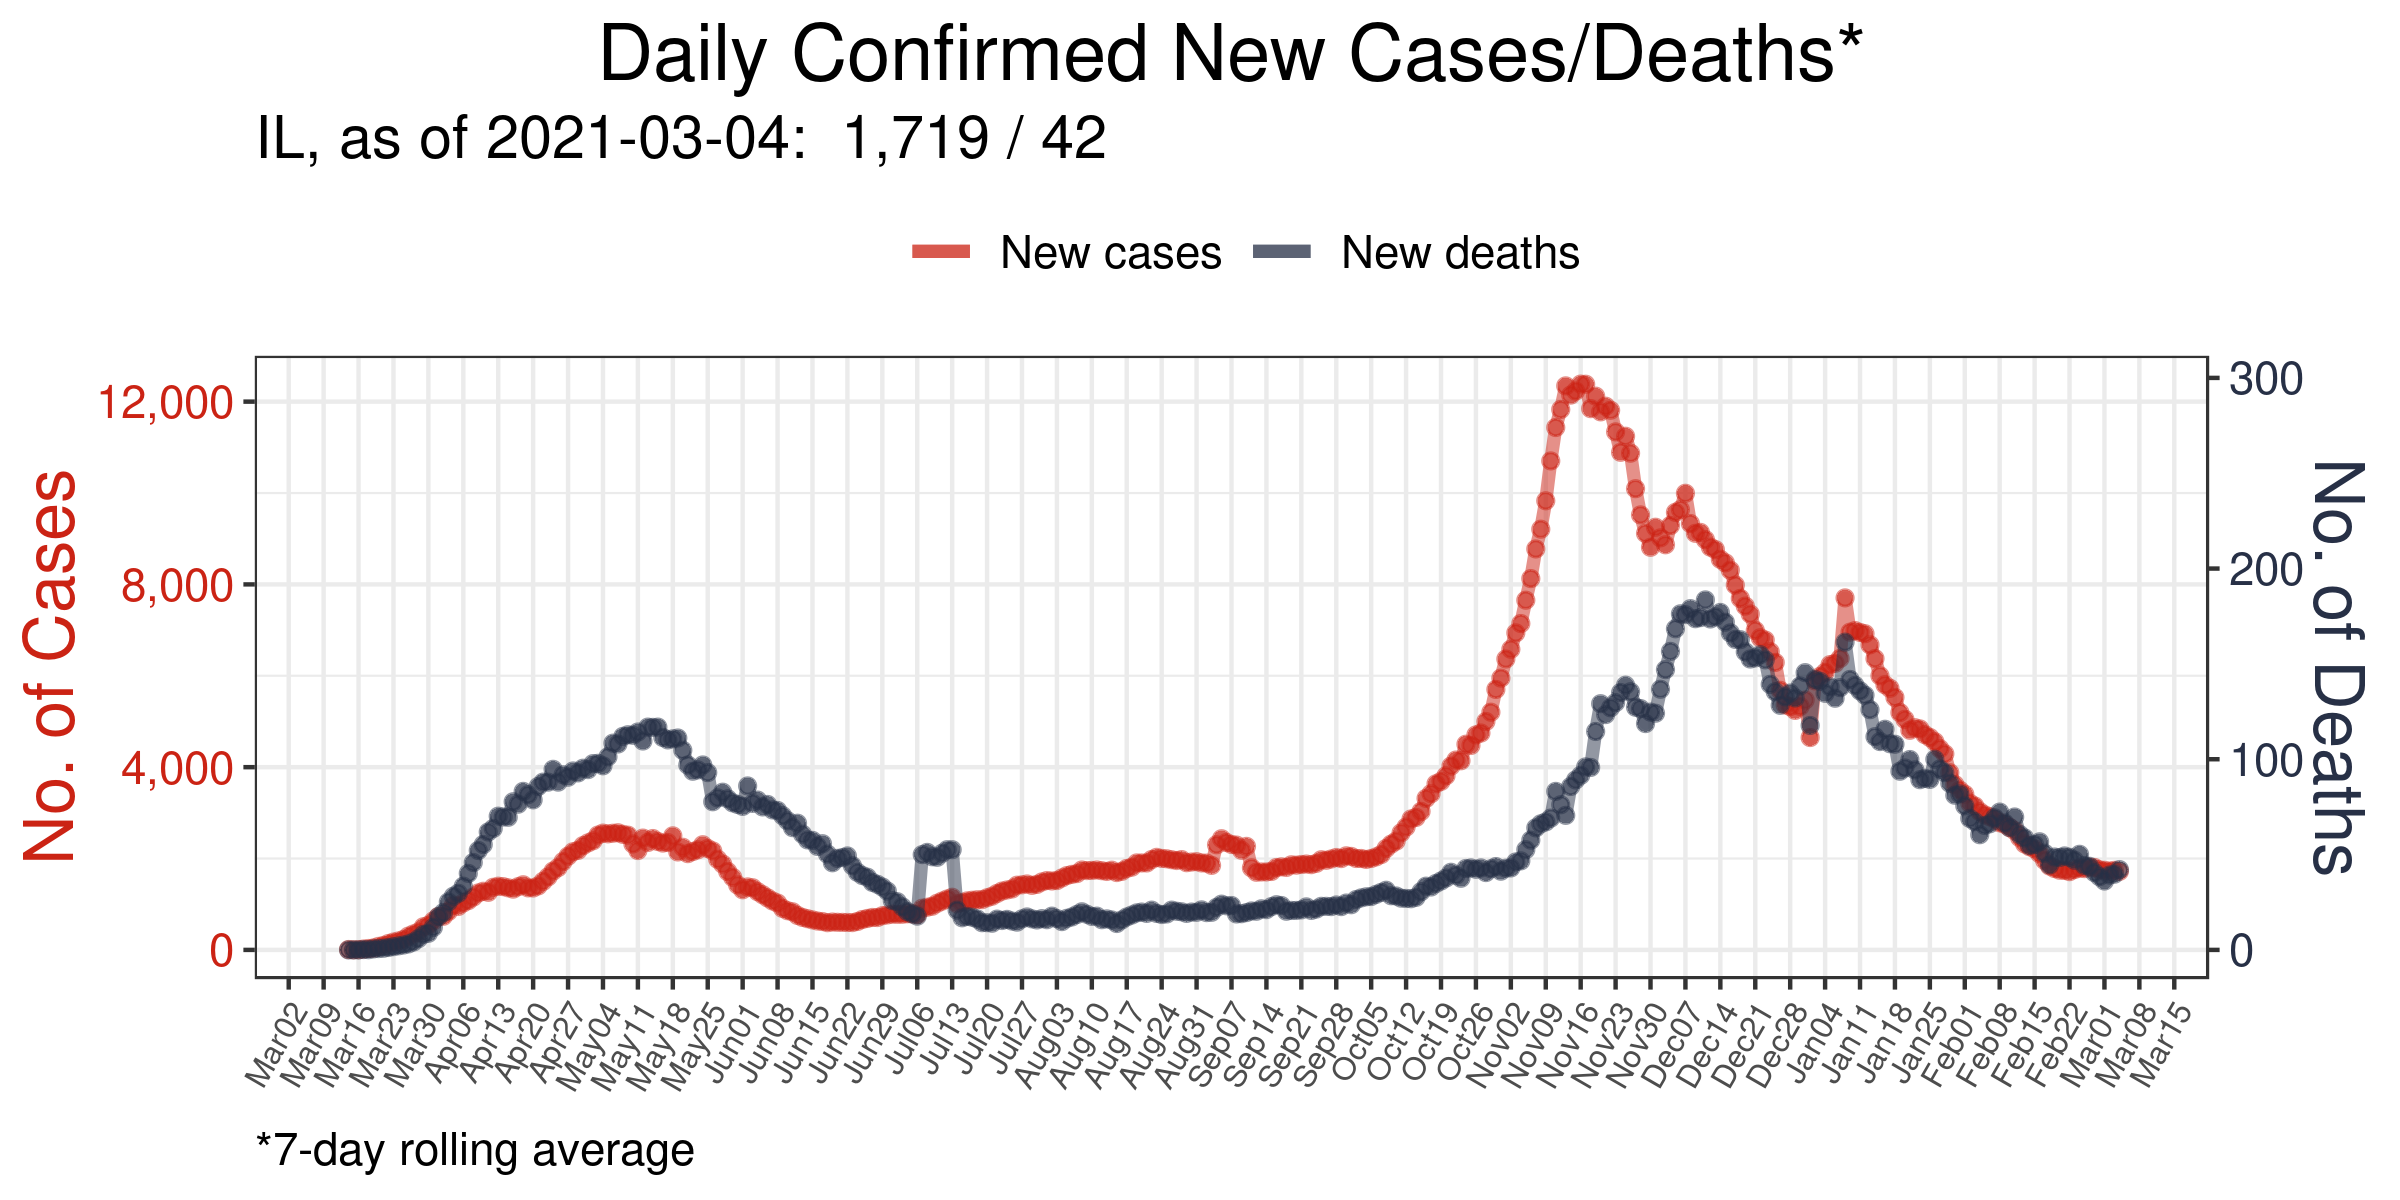 Daily Confirmed New Cases/Deaths*
IL, as of 2021-03-04:  1,719 / 42
New cases New deaths
No. of Cases
12,000
8,000
4,000
0
300
200
100
0
No. of Deaths
Mar02 Mar09 Mar16 Mar23 Mar30 Apr06 Apr13 Apr20 Apr27 May04 May11 May18 May25 Jun01 Jun08 Jun15 Jun22 Jun29 Jul06 Jul13 Jul20 Jul27 Aug03 Aug10 Aug17 Aug24 Aug31 Sep07 Sep14 Sep21 Sep28 Oct05 Oct12 Oct19 Oct26 Nov02 Nov09 Nov16 Nov23 Nov30 Dec07 Dec14 Dec21 Dec28 Jan04 Jan11 Jan18 Jan25 Feb01 Feb08 Feb15 Feb22 Mar01 Mar08 Mar15
*7-day rolling average